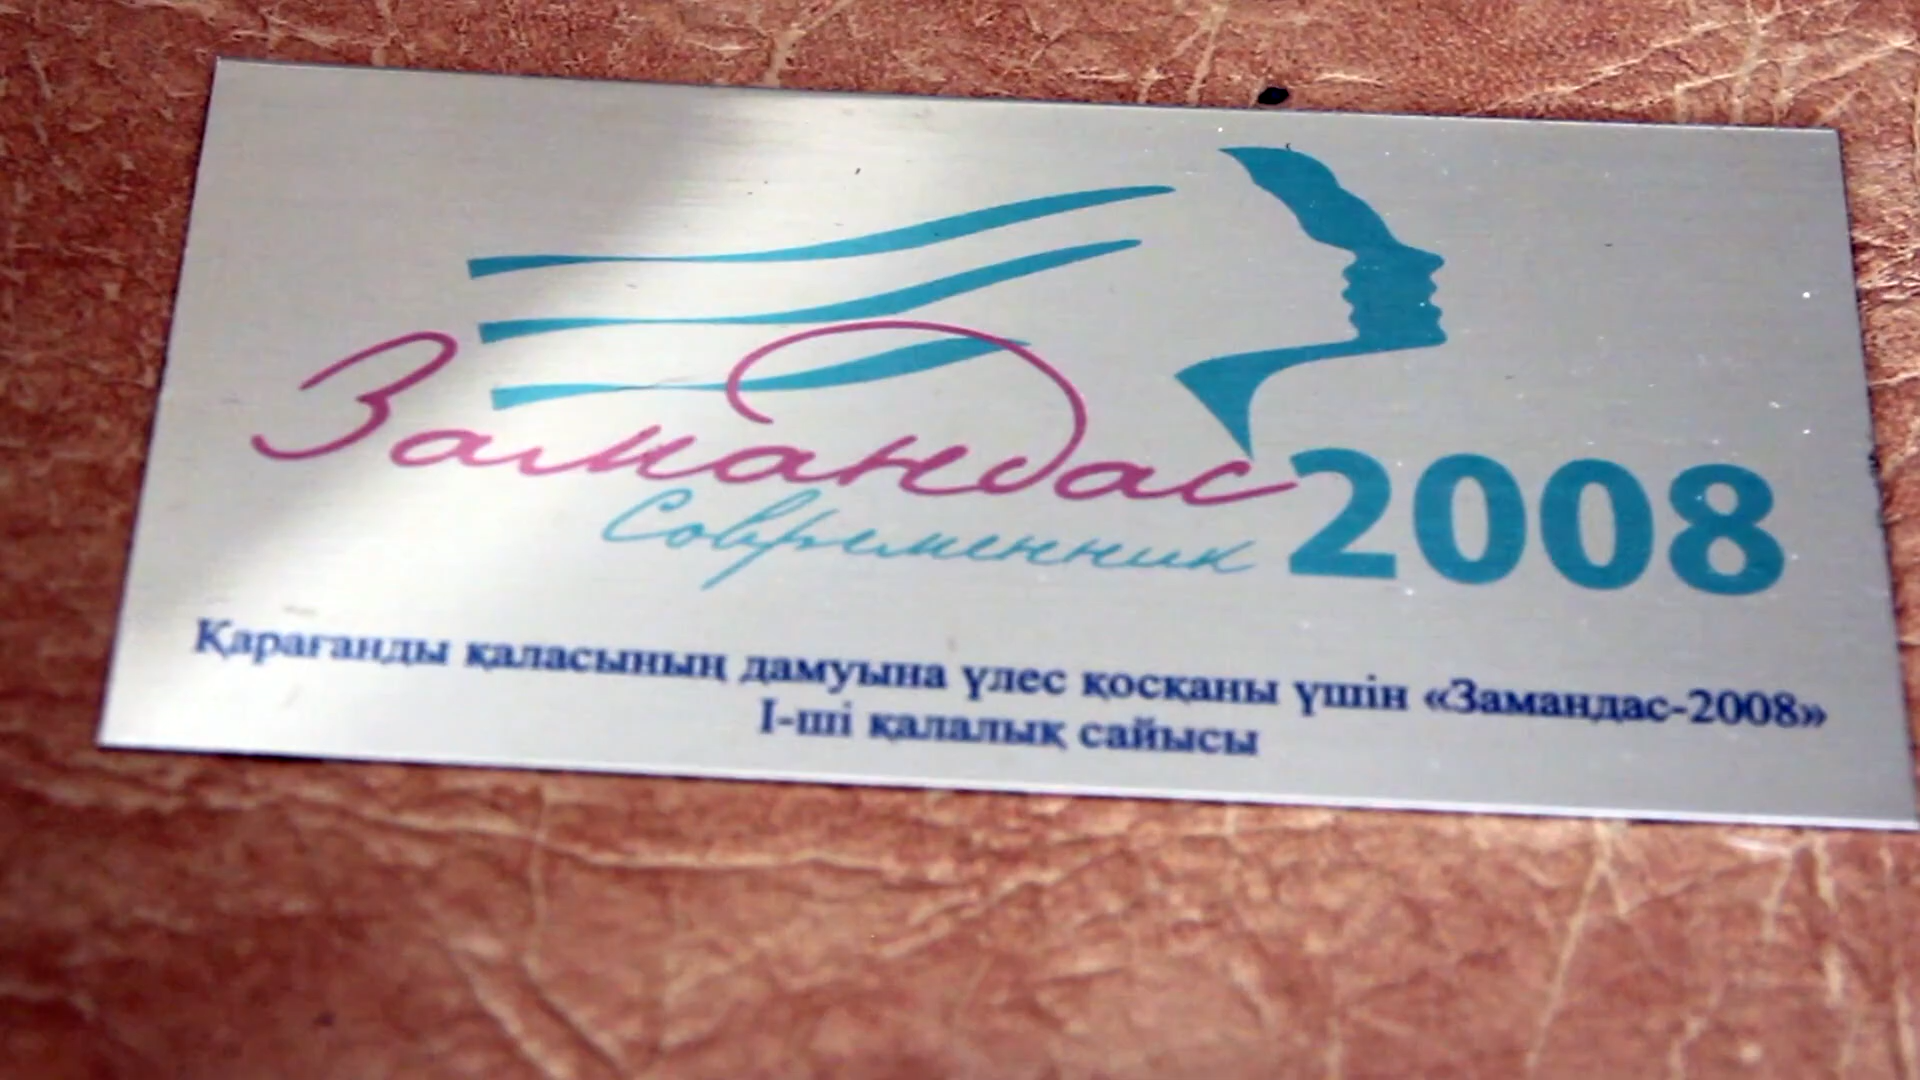 Замандас 2008
Современник
Қарағанды қаласының дамуына үлес қосқаны үшін «Замандас-2008»
І-ші қалалық сайысы